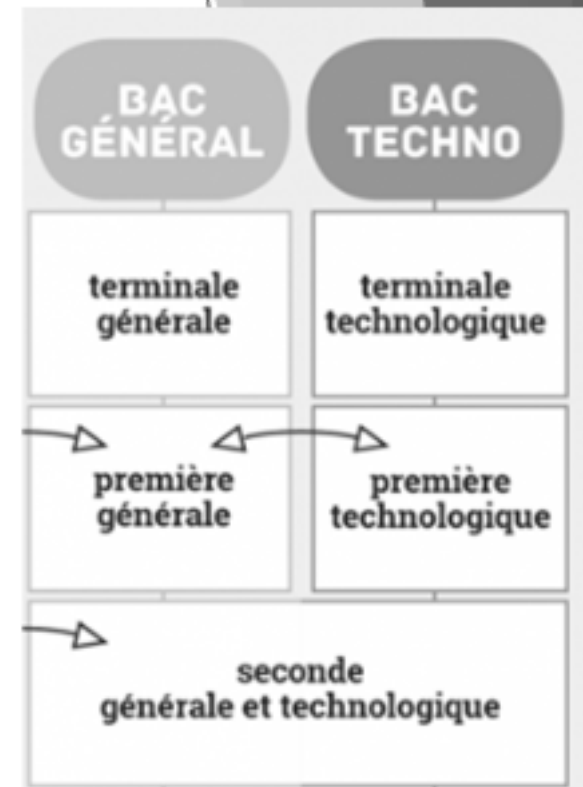 BAC
GÉNÉRAL
BAC
TECHNO
terminale
générale
terminale
technologique
première
générale
première
technologique
seconde
générale et technologique